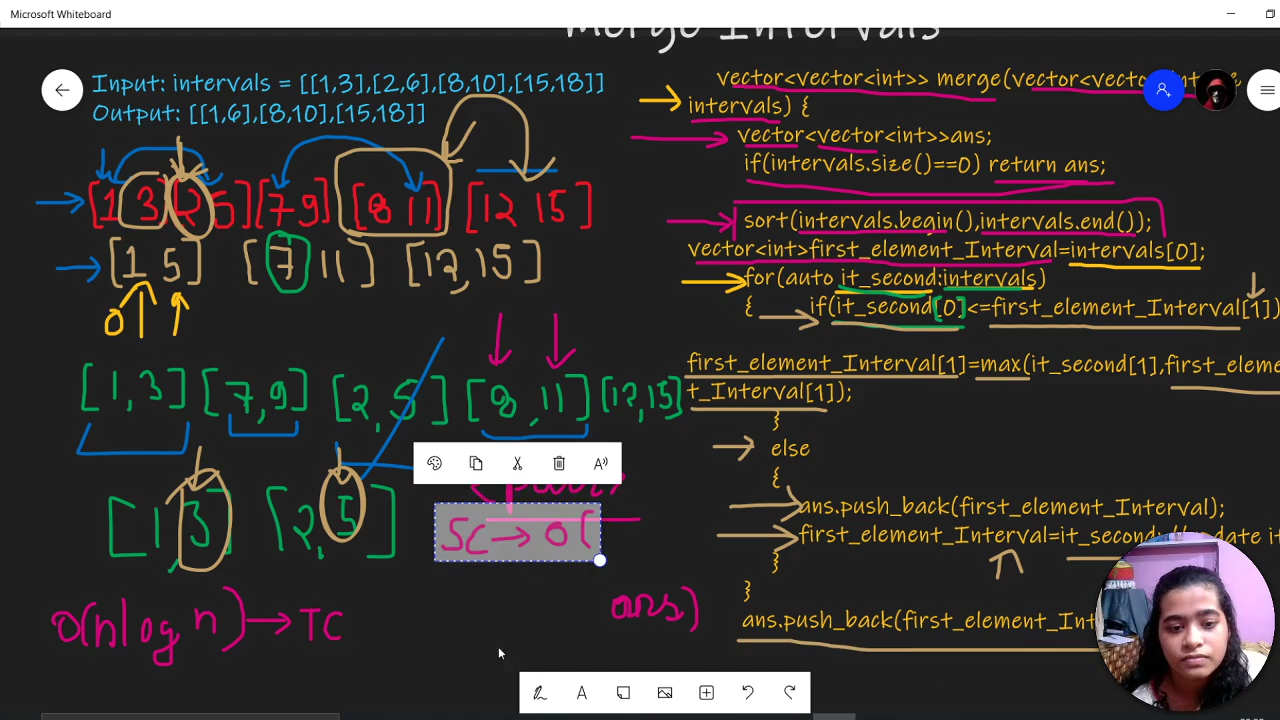 Microsoft Whiteboard
Merge Intervals
Input: intervals = [[1,3],[2,6],[8,10],[15,18]]
Output: [[1,6],[8,10],[15,18]]
[1 3] [2 5] [7 9] [8 11] [12 15]
[1 5] [7 11] [12,15]
0
[1,3] [7,9] [2,5] [8,11] [12,15]
[1,3] [2,5]
SC → O(
ans)
O(nlog n) → TC
vector<vector<int>> merge(vector<vector<int>>
intervals) {
vector<vector<int>>ans;
if(intervals.size()==0) return ans;
sort(intervals.begin(),intervals.end());
vector<int>first_element_Interval=intervals[0];
for(auto it_second:intervals)
{ if(it_second[0]<=first_element_Interval[1])
first_element_Interval[1]=max(it_second[1],first_eleme
t_Interval[1]);
}
else
{
ans.push_back(first_element_Interval);
first_element_Interval=it_second;
}
}
ans.push_back(first_element_Int